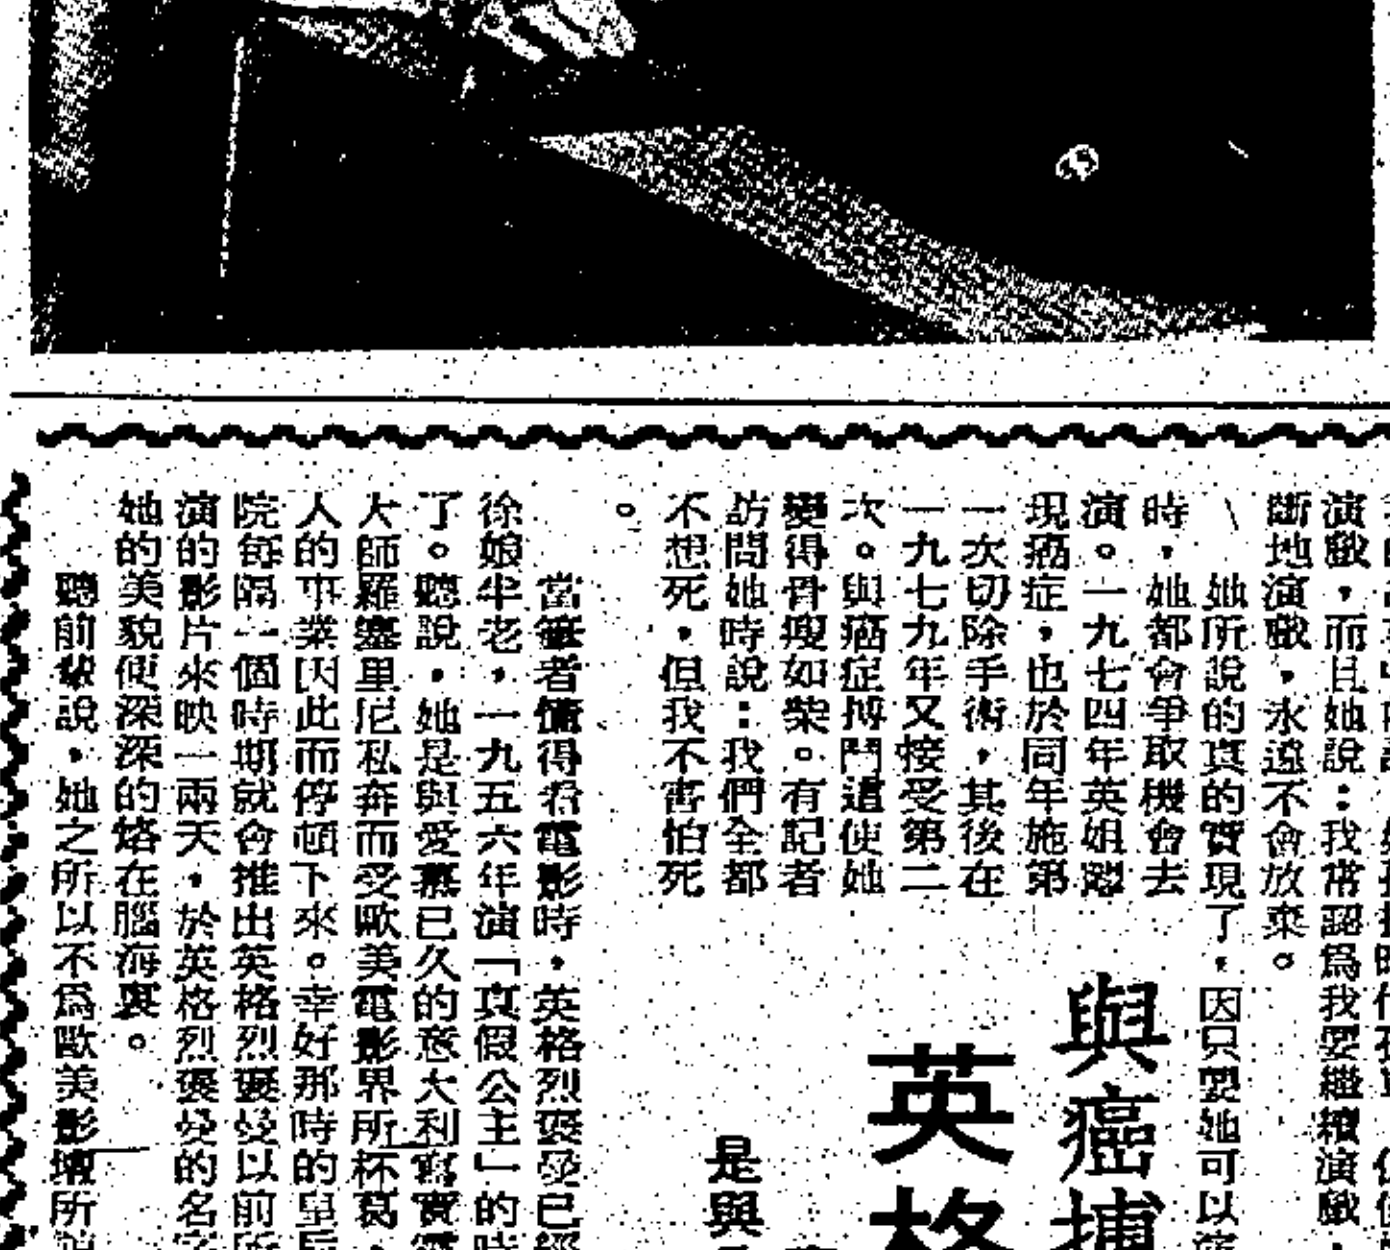 演戲，而且她說：我常認爲我要繼續演戲，
斷地演戲，永遠不會放棄。
她所說的真的實現了，因只要她可以演
時，她都會爭取機會去
演。一九七四年英姐
現癌症，也於同年施第
一次切除手術，其後在
一九七九年又接受第二
次。與癌症搏鬥這使她
變得骨瘦如柴。有記者
訪問她時說：我們全都
不想死，但我不害怕死
。
與癌搏
英格
是與
當筆者懂得看電影時，英格烈褒曼已經
徐娘半老，一九五六年演「真假公主」的時
了。聽說，她是與愛慕已久的意大利寫實
大師羅塞里尼私奔而受歐美電影界所杯葛，
人的事業因此而停頓下來。幸好那時的皇后
院每隔一個時期就會推出英格烈褒曼以前所
演的影片來映一兩天，於英格烈褒曼的名字
她的美貌便深深的烙在腦海裏。
聽前輩說，她之所以不爲歐美影壇所